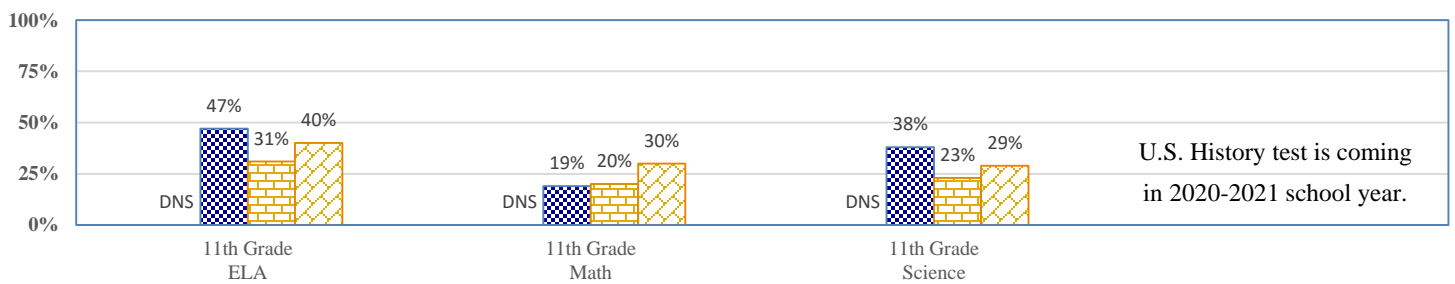 100%
75%
50%
25%
0%
DNS
47%
31%
40%
DNS
19%
20%
30%
DNS
38%
23%
29%
11th Grade
ELA
11th Grade
Math
11th Grade
Science
U.S. History test is coming
in 2020-2021 school year.